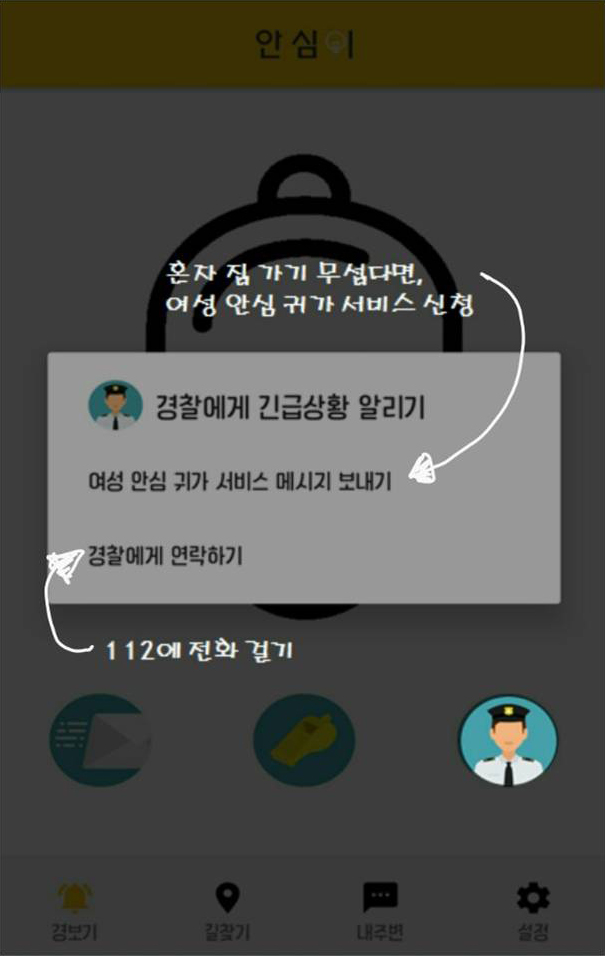 안심이
혼자 집 가기 무섭다면,
여성 안심 귀가 서비스 신청
경찰에게 긴급상황 알리기
여성 안심 귀가 서비스 메시지 보내기
경찰에게 연락하기
112에 전화 걸기
경보기 길찾기 내주변 설정